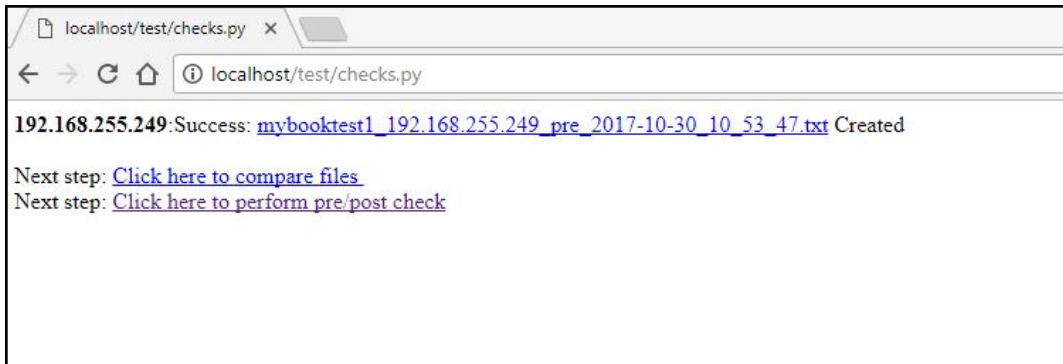 localhost/test/checks.py
localhost/test/checks.py
192.168.255.249:Success: mybooktest1_192.168.255.249_pre_2017-10-30_10_53_47.txt Created
Next step: Click here to compare files
Next step: Click here to perform pre/post check